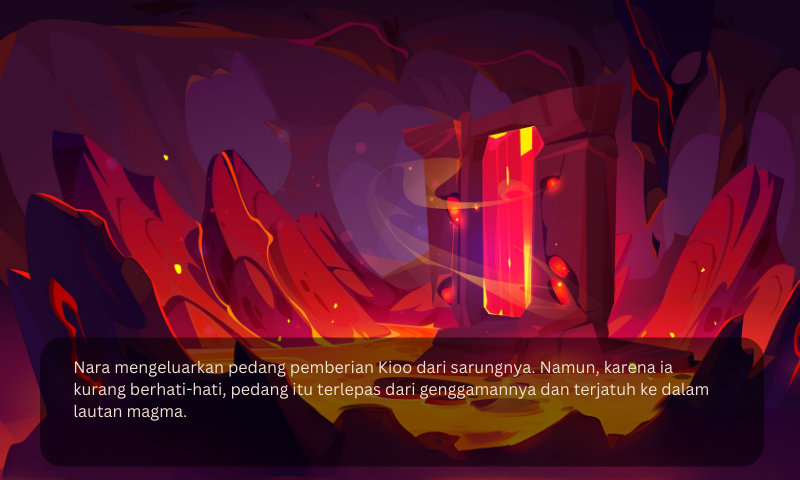 Nara mengeluarkan pedang pemberian Kioo dari sarungnya. Namun, karena ia
kurang berhati-hati, pedang itu terlepas dari genggamannya dan terjatuh ke dalam
lautan magma.